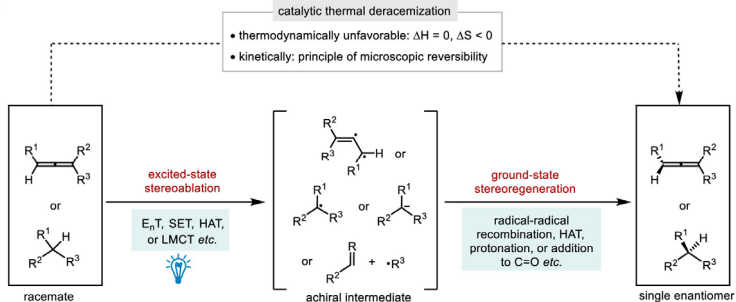 catalytic thermal deracemization
• thermodynamically unfavorable: ΔH = 0, ΔS < 0
• kinetically: principle of microscopic reversibility
R¹
R²
H
R³
or
R¹
H
R²
R³
racemate
excited-state
stereoablation
EₙT, SET, HAT,
or LMCT etc.
R²
R³
H
R¹
or
R¹
R²
R³
or
R¹
R²
R³
or
R
R²
+
•R³
achiral intermediate
ground-state
stereoregeneration
radical-radical
recombination, HAT,
protonation, or addition
to C=O etc.
R¹
R²
H
R³
or
R¹
H
R²
R³
single enantiomer